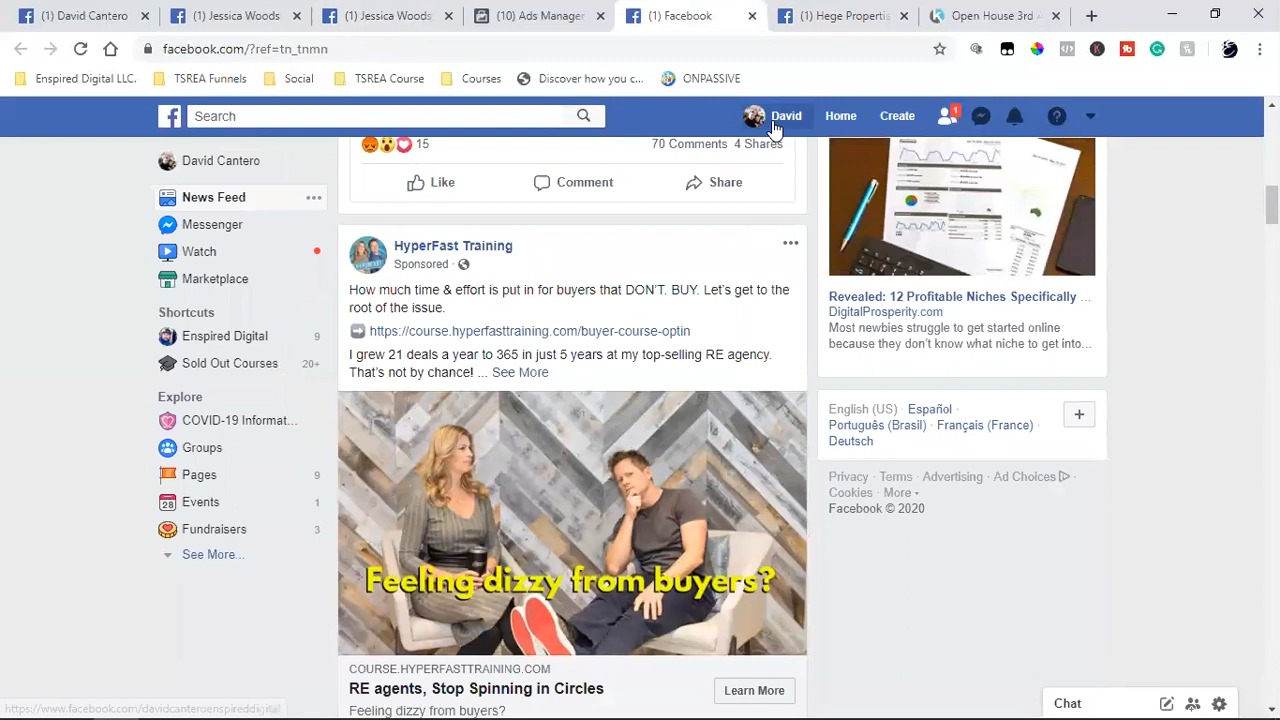 (1) David Cantero
(1) Jessica Woods
(1) Jessica Woods
(10) Ads Manager
(1) Facebook
(1) Hege Properti
Open House 3rd A
facebook.com/?ref=tn_tnmn
Enspired Digital LLC.
TSREA Funnels
Social
TSREA Course
Courses
Discover how you c...
ONPASSIVE
Search
David
Home
Create
1
David Cantero
News Feed
Messenger
Watch
Marketplace
Shortcuts
Enspired Digital 9
Sold Out Courses 20+
Explore
COVID-19 Informat...
Groups
Pages 9
Events 1
Fundraisers 3
See More...
15
70 Comments 4 Shares
Like
Comment
Share
HyperFast Training
Sponsored ·
How much time & effort is put in for buyers that DON'T. BUY. Let's get to the
root of the issue.
https://course.hyperfasttraining.com/buyer-course-optin
I grew 21 deals a year to 365 in just 5 years at my top-selling RE agency.
That's not by chance! ... See More
Feeling dizzy from buyers?
COURSE.HYPERFASTTRAINING.COM
RE agents, Stop Spinning in Circles
Learn More
Feeling dizzy from buyers?
Revealed: 12 Profitable Niches Specifically ...
DigitalProsperity.com
Most newbies struggle to get started online
because they don't know what niche to get into...
English (US) · Español ·
Português (Brasil) · Français (France) ·
Deutsch
Privacy · Terms · Advertising · Ad Choices ·
Cookies · More
Facebook © 2020
Chat
https://www.facebook.com/davidcanteroenspireddigital